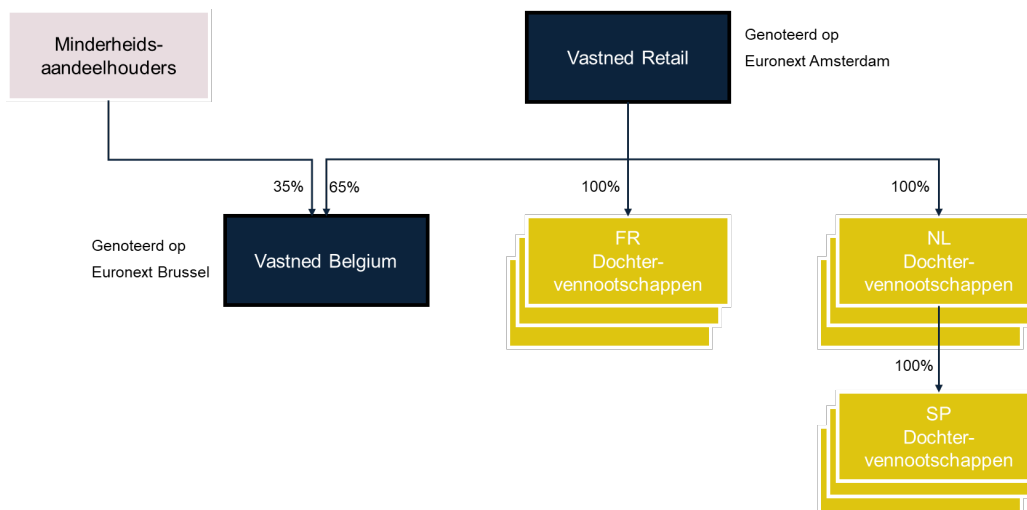 Minderheids-
aandeelhouders
Vastned Retail
Genoteerd op
Euronext Amsterdam
35%
65%
100%
100%
Genoteerd op
Euronext Brussel
Vastned Belgium
FR
Dochter-
vennootschappen
NL
Dochter-
vennootschappen
100%
SP
Dochter-
vennootschappen